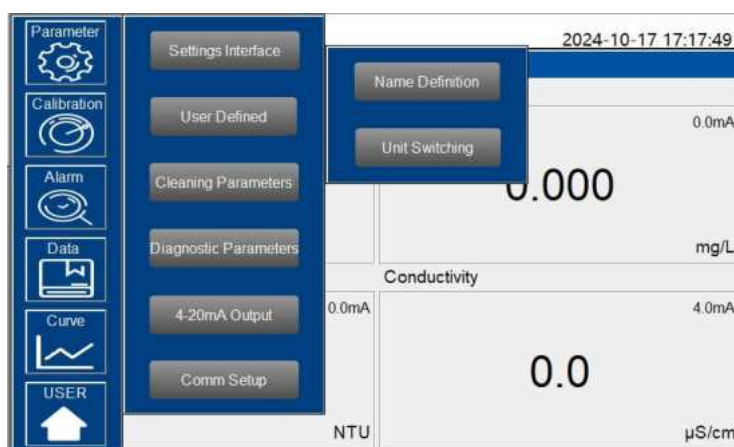 Parameter
Calibration
Alarm
Data
Curve
USER
Settings Interface
User Defined
Cleaning Parameters
Diagnostic Parameters
4-20mA Output
Comm Setup
Name Definition
Unit Switching
2024-10-17 17:17:49
0.0mA
0.000
mg/L
Conductivity
0.0mA
NTU
4.0mA
0.0
µS/cm